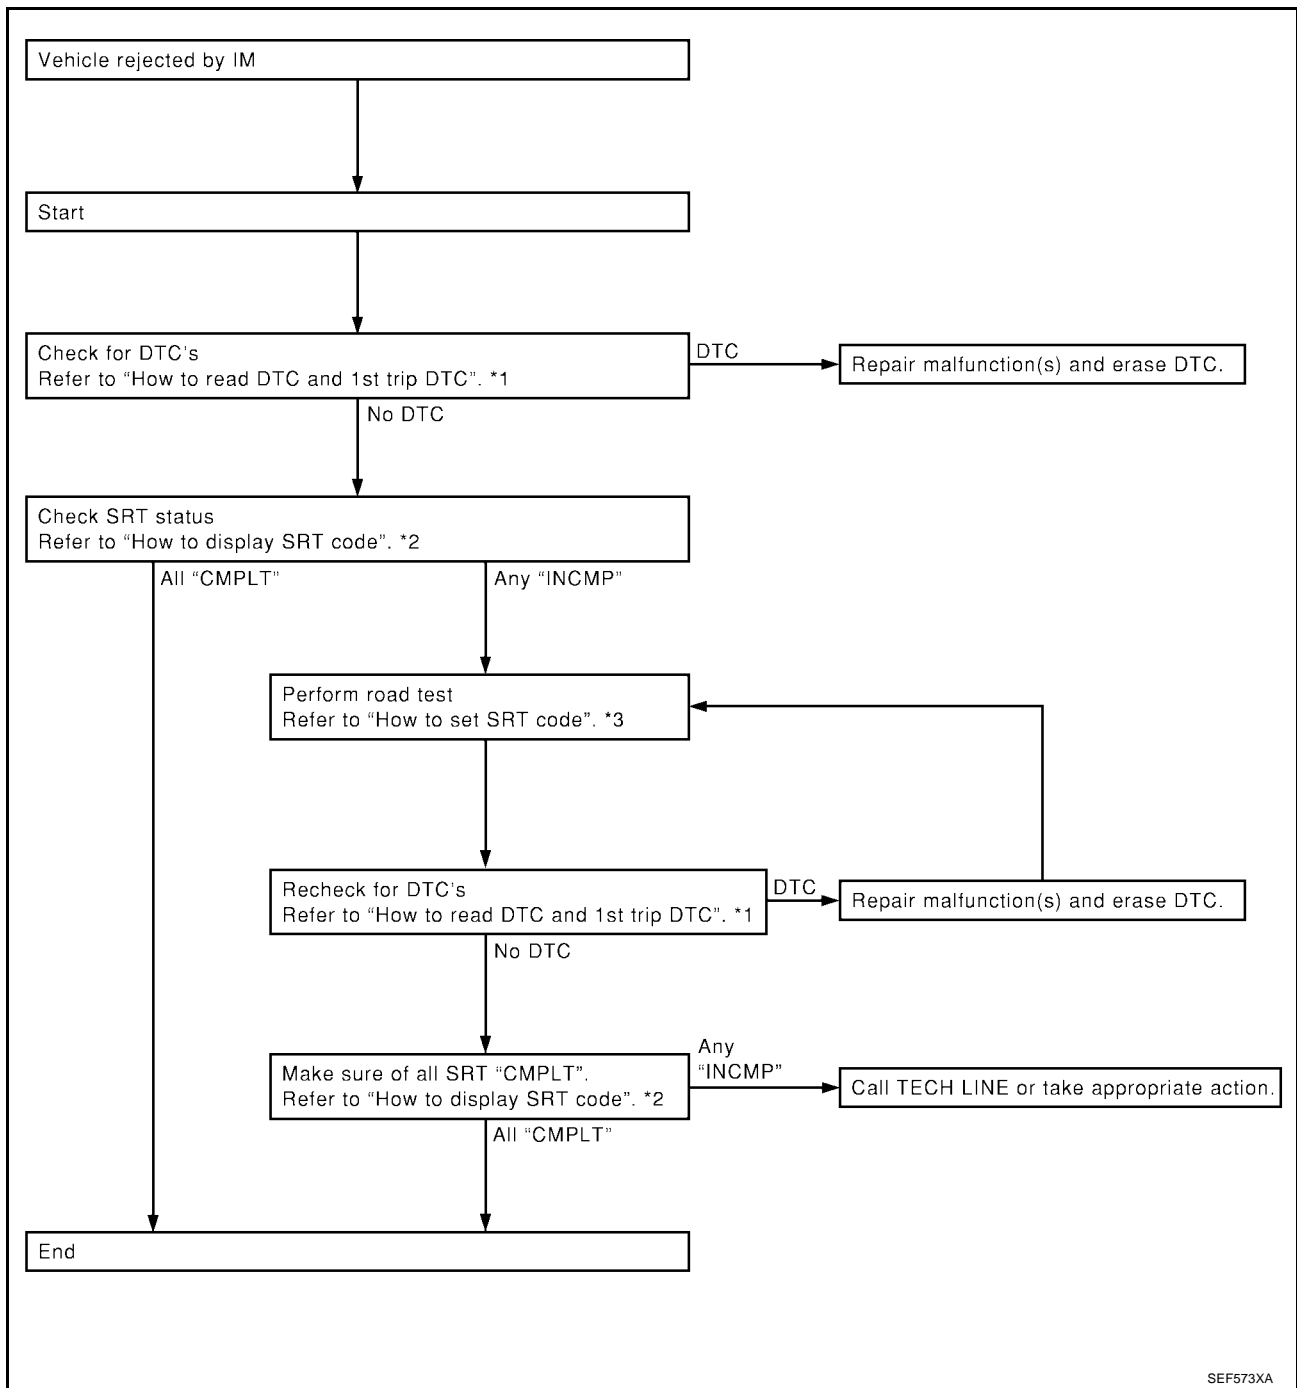 Vehicle rejected by IM
Start
Check for DTC's
Refer to “How to read DTC and 1st trip DTC”. *1
DTC
Repair malfunction(s) and erase DTC.
No DTC
Check SRT status
Refer to “How to display SRT code”. *2
All “CMPLT”
Any “INCMP”
Perform road test
Refer to “How to set SRT code”. *3
Recheck for DTC's
Refer to “How to read DTC and 1st trip DTC”. *1
DTC
Repair malfunction(s) and erase DTC.
No DTC
Make sure of all SRT “CMPLT”.
Refer to “How to display SRT code”. *2
Any
“INCMP”
Call TECH LINE or take appropriate action.
All “CMPLT”
End
SEF573XA